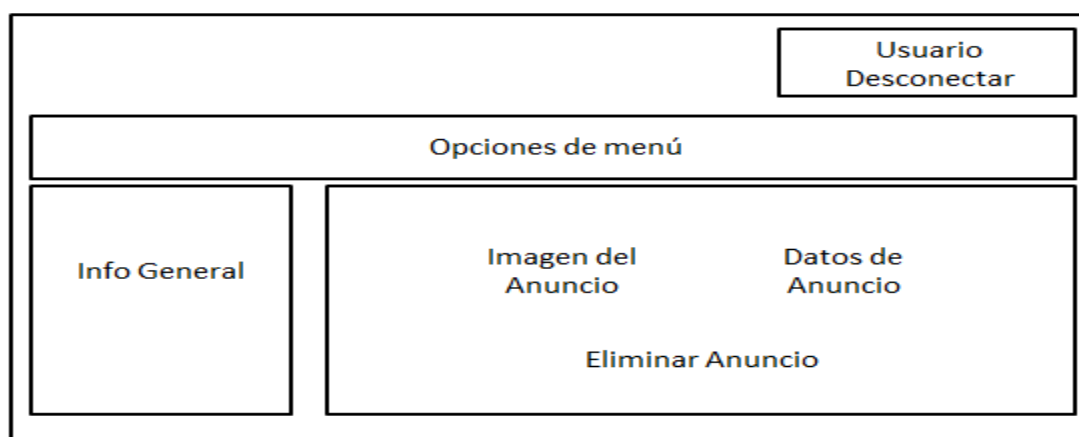 Usuario
Desconectar
Opciones de menú
Info General
Imagen del
Anuncio
Datos de
Anuncio
Eliminar Anuncio